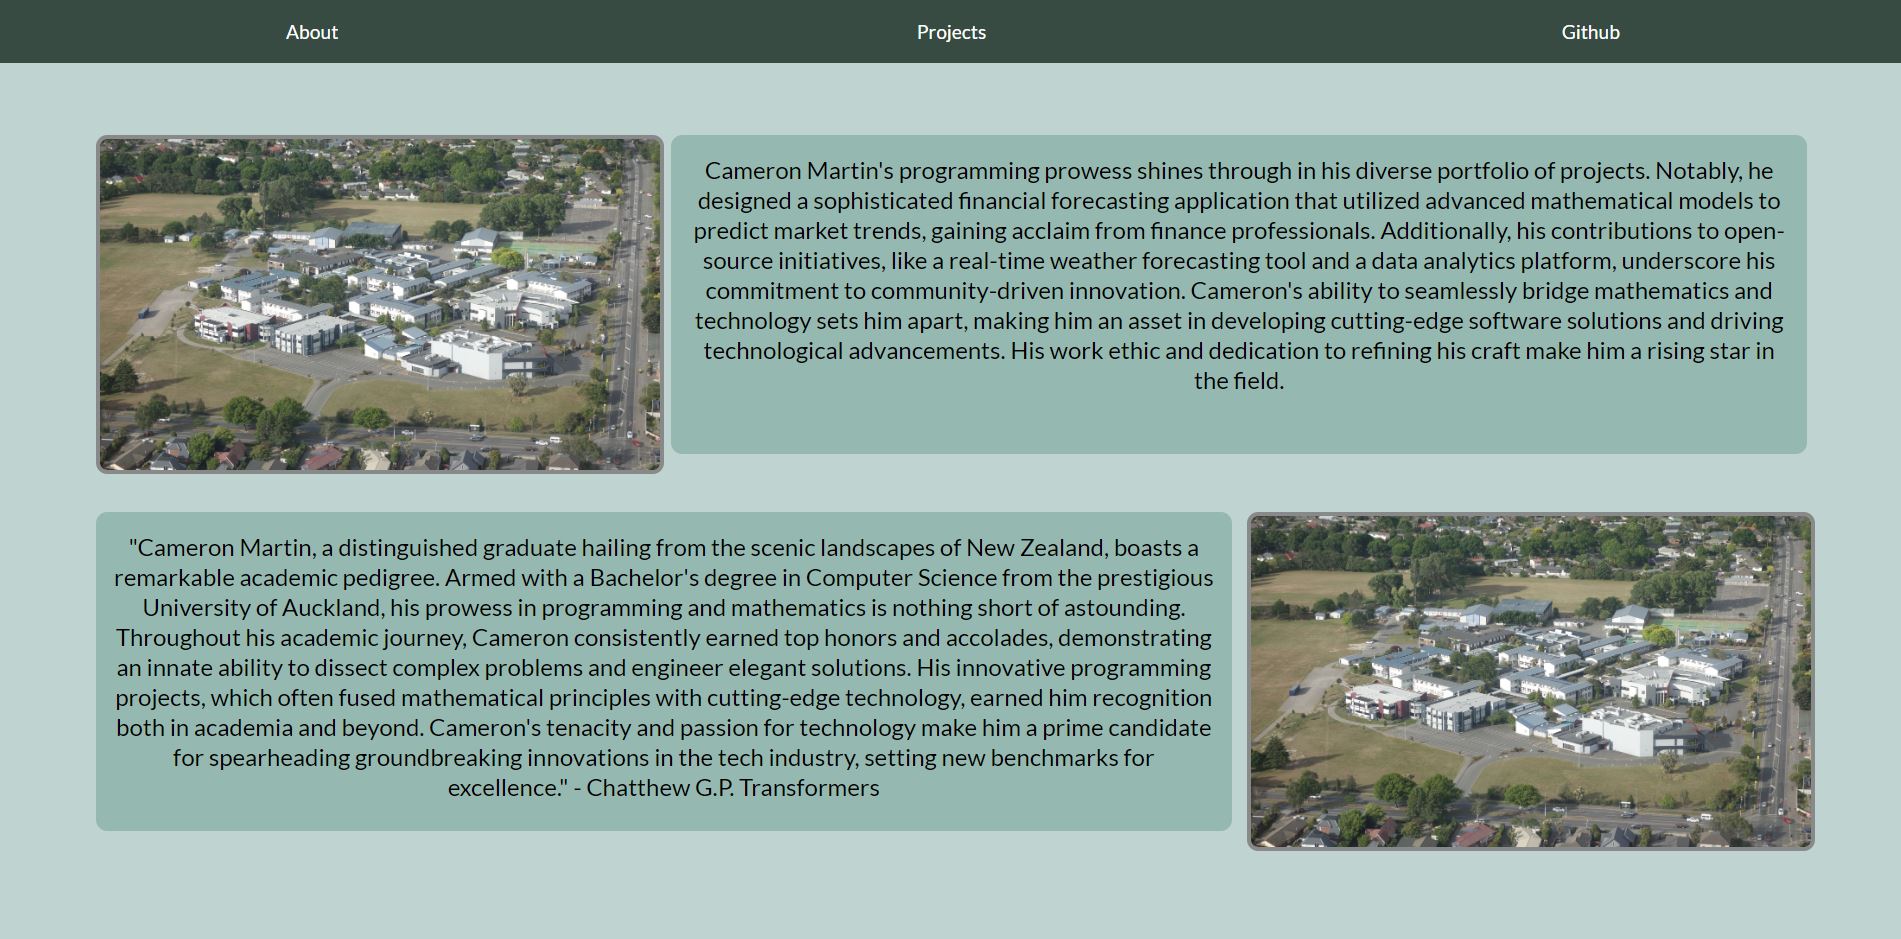 About
Projects
Github
Cameron Martin's programming prowess shines through in his diverse portfolio of projects. Notably, he
designed a sophisticated financial forecasting application that utilized advanced mathematical models to
predict market trends, gaining acclaim from finance professionals. Additionally, his contributions to open-
source initiatives, like a real-time weather forecasting tool and a data analytics platform, underscore his
commitment to community-driven innovation. Cameron's ability to seamlessly bridge mathematics and
technology sets him apart, making him an asset in developing cutting-edge software solutions and driving
technological advancements. His work ethic and dedication to refining his craft make him a rising star in
the field.
"Cameron Martin, a distinguished graduate hailing from the scenic landscapes of New Zealand, boasts a
remarkable academic pedigree. Armed with a Bachelor's degree in Computer Science from the prestigious
University of Auckland, his prowess in programming and mathematics is nothing short of astounding.
Throughout his academic journey, Cameron consistently earned top honors and accolades, demonstrating
an innate ability to dissect complex problems and engineer elegant solutions. His innovative programming
projects, which often fused mathematical principles with cutting-edge technology, earned him recognition
both in academia and beyond. Cameron's tenacity and passion for technology make him a prime candidate
for spearheading groundbreaking innovations in the tech industry, setting new benchmarks for
excellence." - Chatthew G.P. Transformers